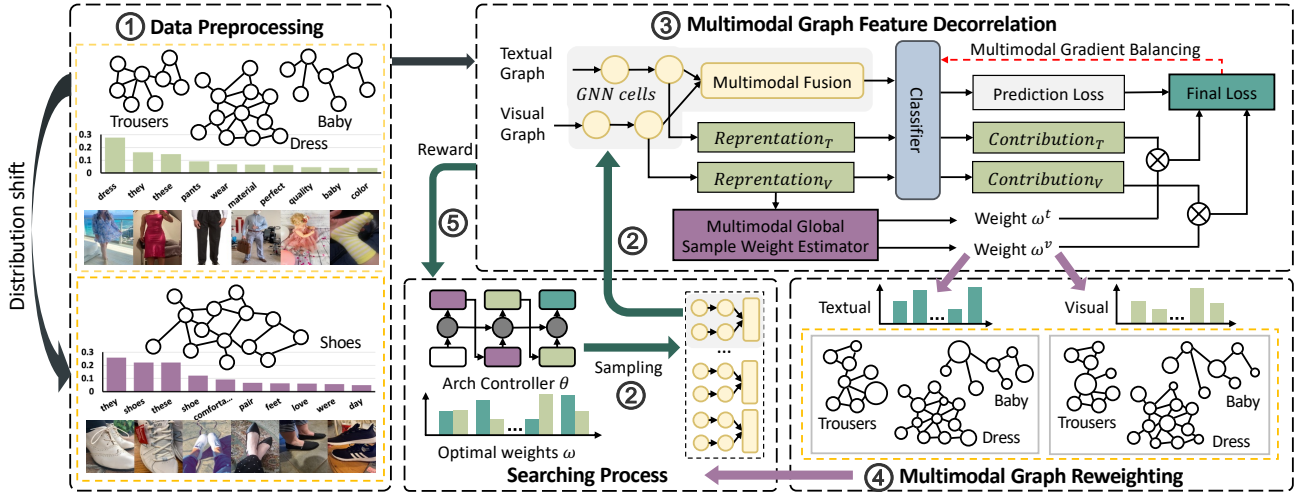 ① Data Preprocessing
Trousers
Baby
Dress
0.3
0.2
0.1
0
dress
they
these
pants
wear
material
perfect
quality
baby
color
Distribution shift
Shoes
0.3
0.2
0.1
0
they
shoes
these
shoe
comforta...
pair
feet
love
were
day
③ Multimodal Graph Feature Decorrelation
Textual
Graph
GNN cells
Visual
Graph
Multimodal Fusion
Classifier
Multimodal Gradient Balancing
Prediction Loss
Final Loss
Reprentation_T
Contribution_T
Reprentation_V
Contribution_V
Multimodal Global
Sample Weight Estimator
Weight ω^t
Weight ω^v
Reward
⑤
②
Arch Controller θ
Sampling
②
...
...
Optimal weights ω
Searching Process
Textual
...
Visual
...
Trousers
Baby
Dress
Trousers
Baby
Dress
④ Multimodal Graph Reweighting